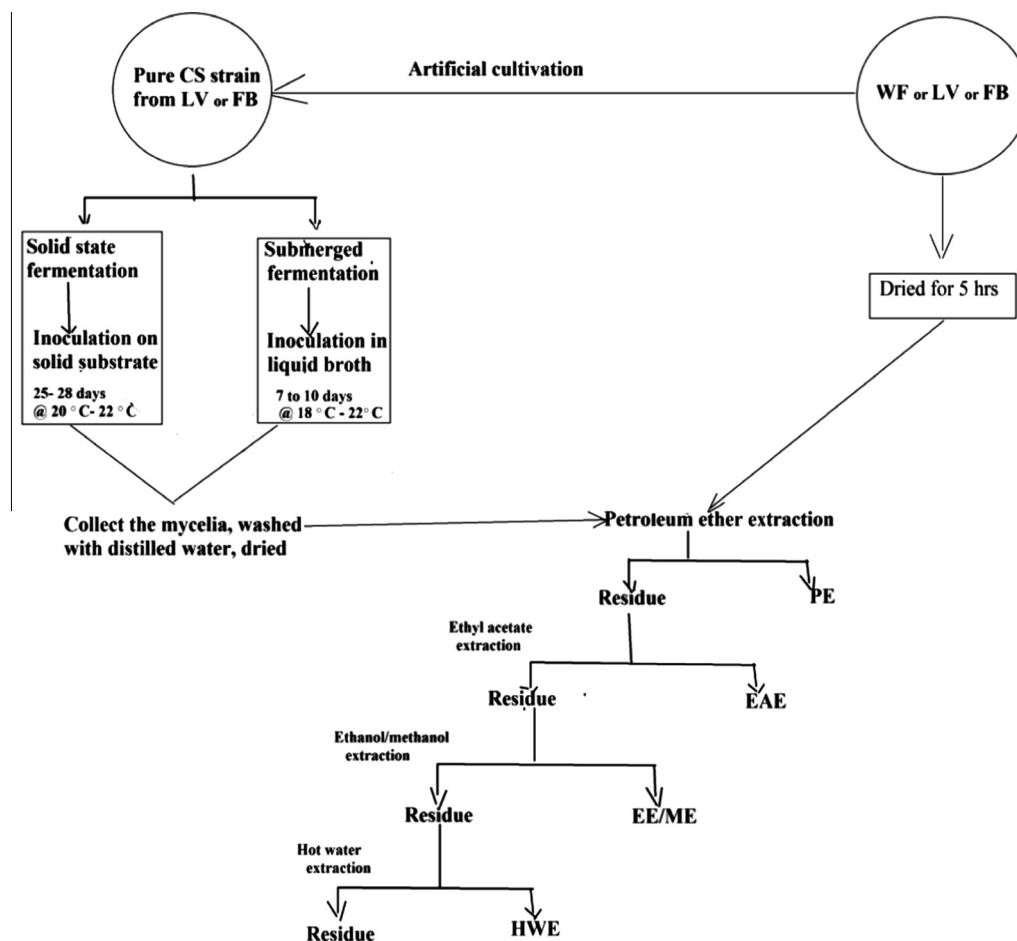 Pure CS strain
from LV or FB
Artificial cultivation
WF or LV or FB
Solid state
fermentation
Inoculation on
solid substrate
25- 28 days
@ 20 °C- 22 °C
Submerged
fermentation
Inoculation in
liquid broth
7 to 10 days
@ 18 °C - 22°C
Dried for 5 hrs
Collect the mycelia, washed
with distilled water, dried
Petroleum ether extraction
Residue
PE
Ethyl acetate
extraction
Residue
EAE
Ethanol/methanol
extraction
Residue
EE/ME
Hot water
extraction
Residue
HWE